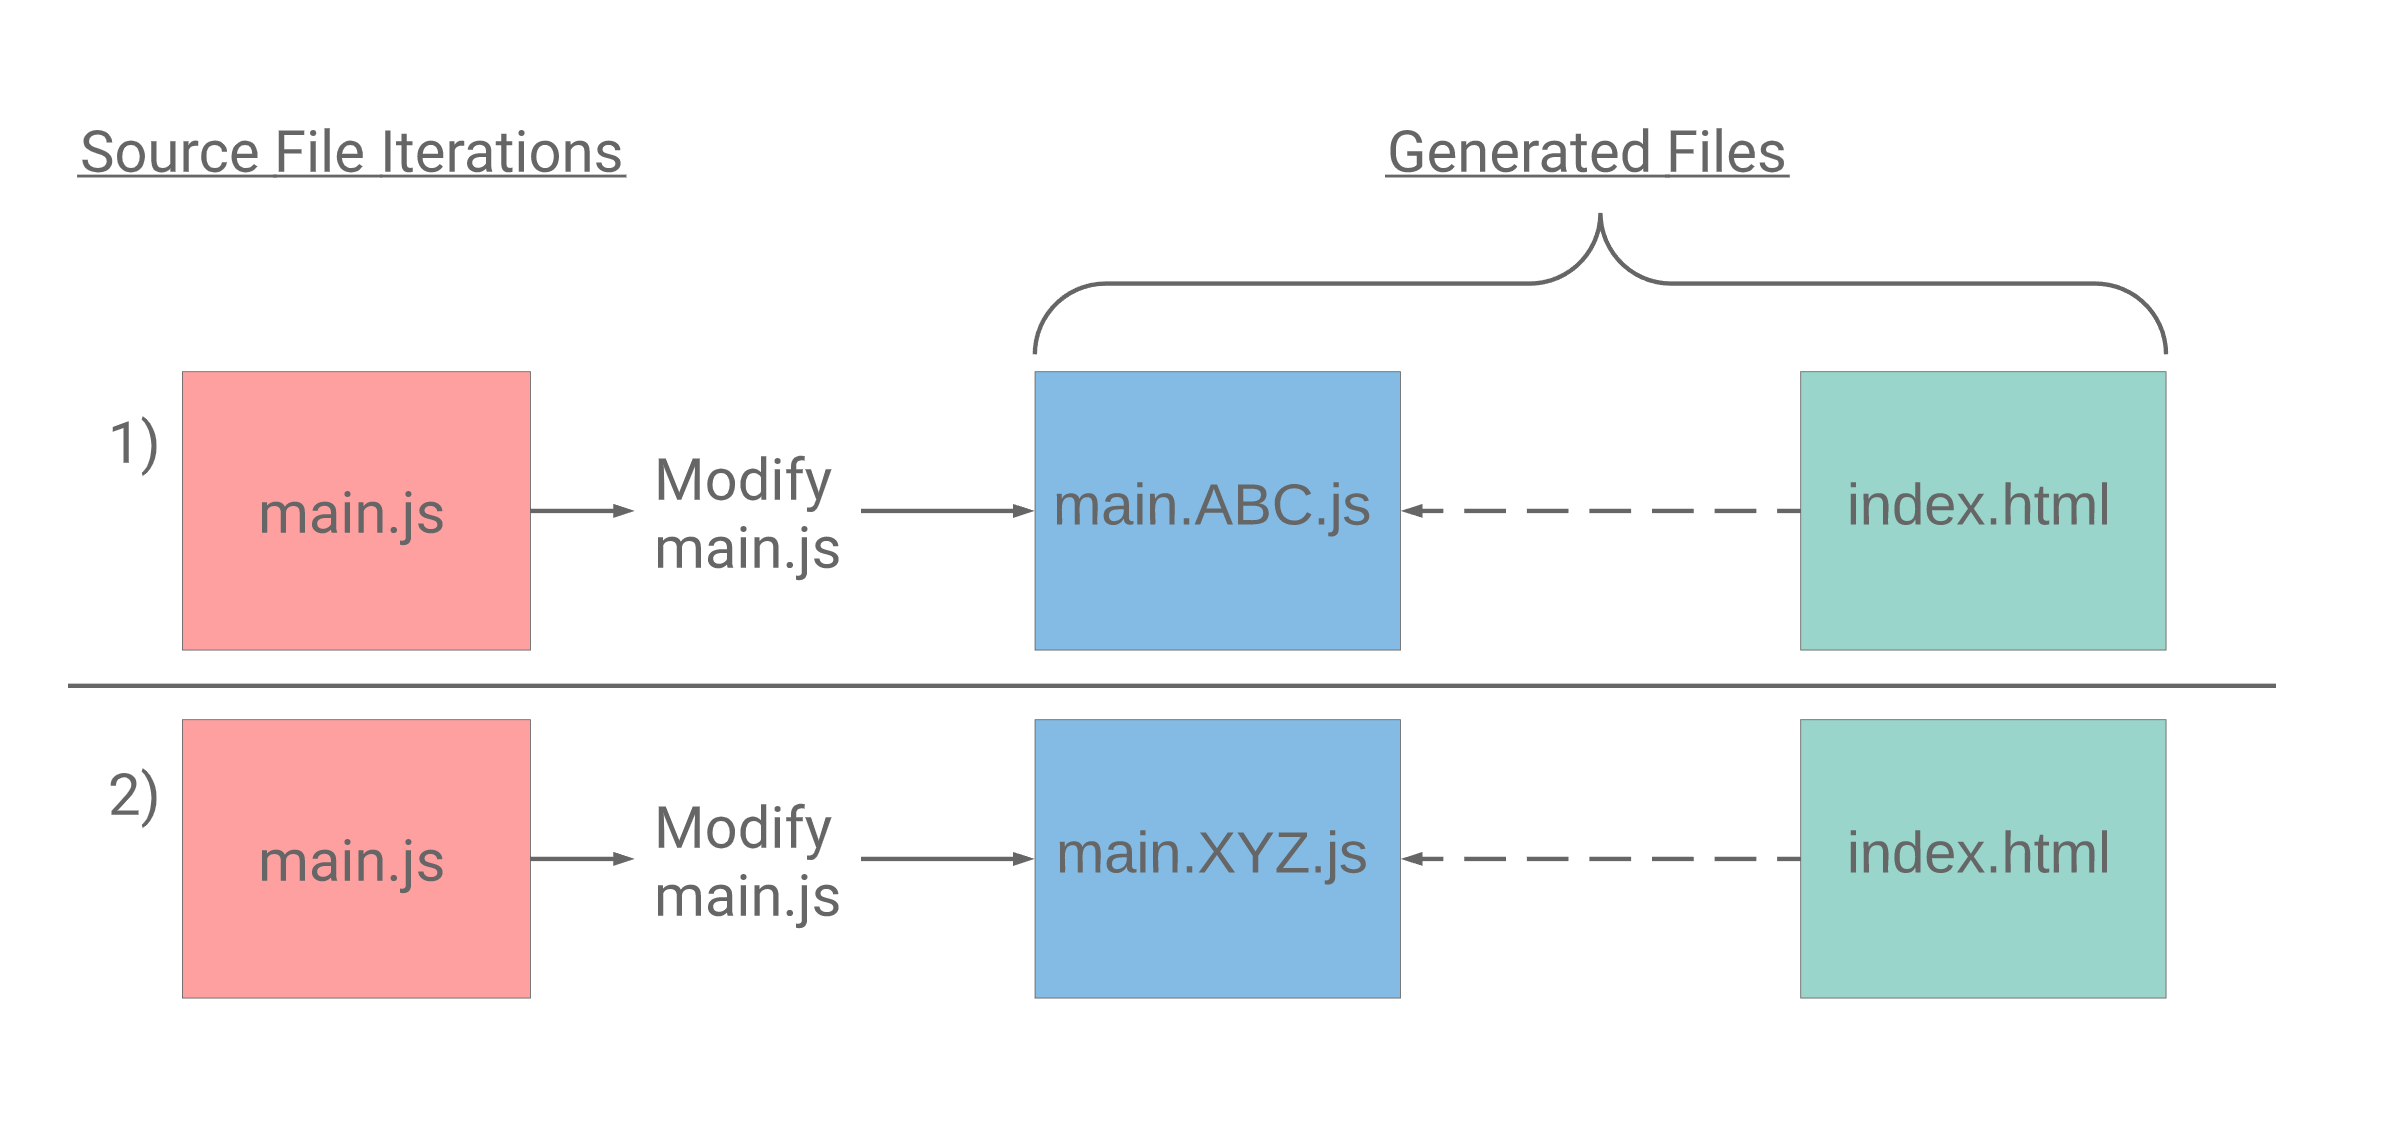 Source File Iterations
Generated Files
1)
main.js
Modify
main.js
main.ABC.js
index.html
2)
main.js
Modify
main.js
main.XYZ.js
index.html